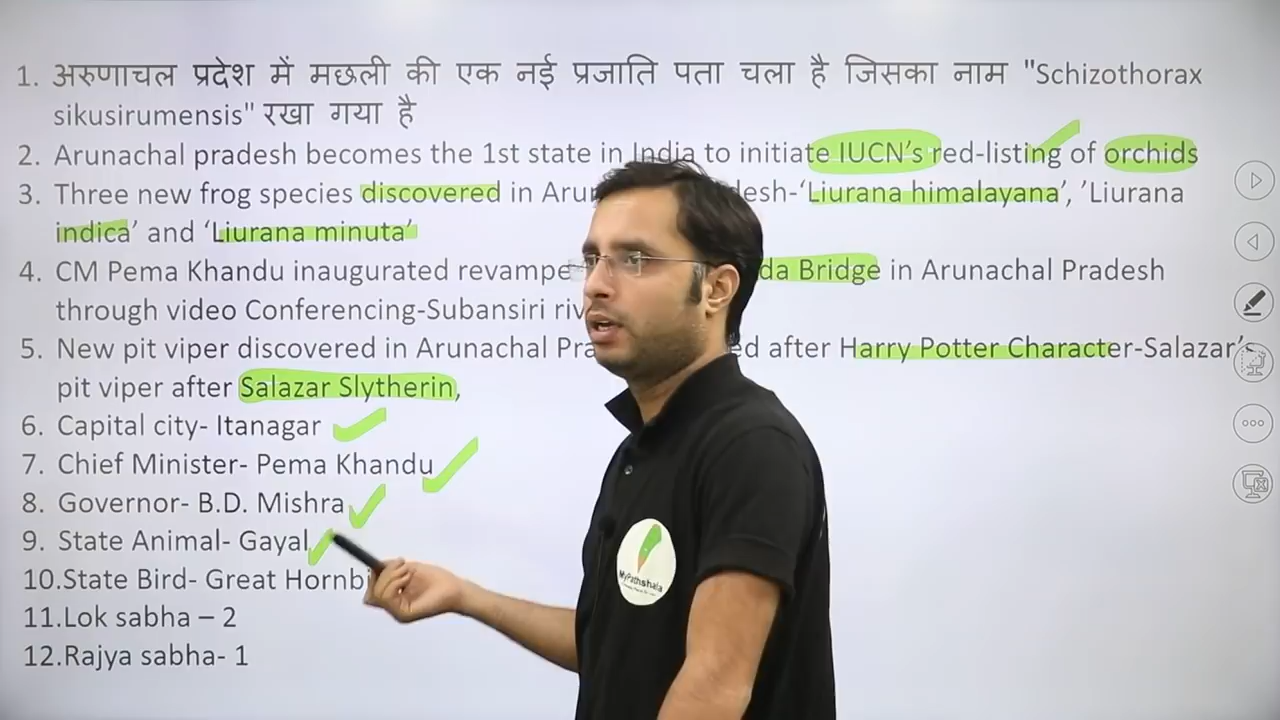 1. अरुणाचल प्रदेश में मछली की एक नई प्रजाति पता चला है जिसका नाम "Schizothorax
sikusirumensis" रखा गया है
2. Arunachal pradesh becomes the 1st state in India to initiate IUCN's red-listing of orchids
3. Three new frog species discovered in Aru desh-‘Liurana himalayana’, ’Liurana
indica’ and ‘Liurana minuta’
4. CM Pema Khandu inaugurated revampe da Bridge in Arunachal Pradesh
through video Conferencing-Subansiri riv
5. New pit viper discovered in Arunachal Pra ed after Harry Potter Character-Salazar’s
pit viper after Salazar Slytherin,
6. Capital city- Itanagar
7. Chief Minister- Pema Khandu
8. Governor- B.D. Mishra
9. State Animal- Gayal
10.State Bird- Great Hornbi
11.Lok sabha – 2
12.Rajya sabha- 1
MyPathshala